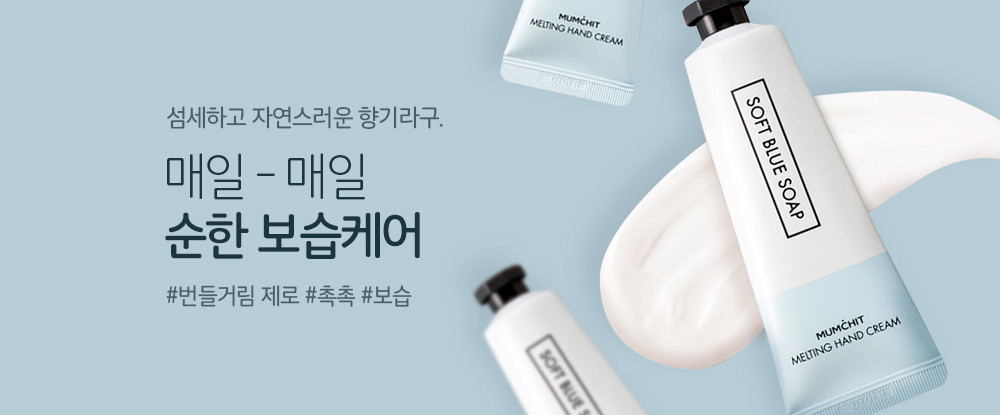 섬세하고 자연스러운 향기라구.
매일 - 매일
순한 보습케어
#번들거림 제로 #촉촉 #보습
MUMCHIT
MELTING HAND CREAM
SOFT BLUE SOAP
MUMCHIT
MELTING HAND CREAM
SOFT BLUE SOA